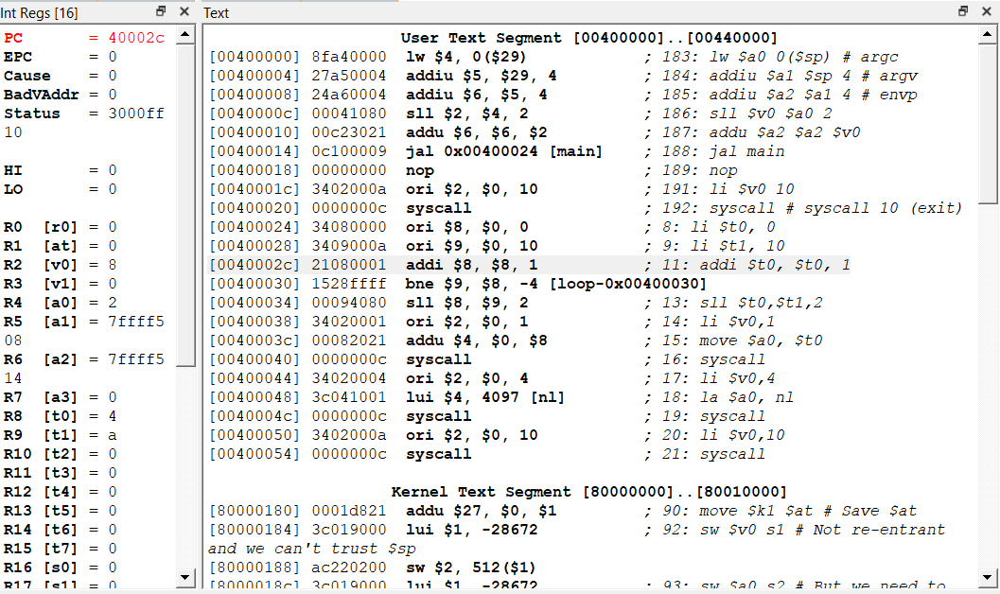 Int Regs [16]
PC = 40002c
EPC = 0
Cause = 0
BadVAddr = 0
Status = 3000ff
10
HI = 0
LO = 0
R0 [r0] = 0
R1 [at] = 0
R2 [v0] = 8
R3 [v1] = 0
R4 [a0] = 2
R5 [a1] = 7ffff5
08
R6 [a2] = 7ffff5
14
R7 [a3] = 0
R8 [t0] = 4
R9 [t1] = a
R10 [t2] = 0
R11 [t3] = 0
R12 [t4] = 0
R13 [t5] = 0
R14 [t6] = 0
R15 [t7] = 0
R16 [s0] = 0
R17 [s1] = 0
Text
User Text Segment [00400000]..[00440000]
[00400000] 8fa40000 lw $4, 0($29) ; 183: lw $a0 0($sp) # argc
[00400004] 27a50004 addiu $5, $29, 4 ; 184: addiu $a1 $sp 4 # argv
[00400008] 24a60004 addiu $6, $5, 4 ; 185: addiu $a2 $a1 4 # envp
[0040000c] 00041080 sll $2, $4, 2 ; 186: sll $v0 $a0 2
[00400010] 00c23021 addu $6, $6, $2 ; 187: addu $a2 $a2 $v0
[00400014] 0c100009 jal 0x00400024 [main] ; 188: jal main
[00400018] 00000000 nop ; 189: nop
[0040001c] 3402000a ori $2, $0, 10 ; 191: li $v0 10
[00400020] 0000000c syscall ; 192: syscall # syscall 10 (exit)
[00400024] 34080000 ori $8, $0, 0 ; 8: li $t0, 0
[00400028] 3409000a ori $9, $0, 10 ; 9: li $t1, 10
[0040002c] 21080001 addi $8, $8, 1 ; 11: addi $t0, $t0, 1
[00400030] 1528ffff bne $9, $8, -4 [loop-0x00400030]
[00400034] 00094080 sll $8, $9, 2 ; 13: sll $t0,$t1,2
[00400038] 34020001 ori $2, $0, 1 ; 14: li $v0,1
[0040003c] 00082021 addu $4, $0, $8 ; 15: move $a0, $t0
[00400040] 0000000c syscall ; 16: syscall
[00400044] 34020004 ori $2, $0, 4 ; 17: li $v0,4
[00400048] 3c041001 lui $4, 4097 [nl] ; 18: la $a0, nl
[0040004c] 0000000c syscall ; 19: syscall
[00400050] 3402000a ori $2, $0, 10 ; 20: li $v0,10
[00400054] 0000000c syscall ; 21: syscall
Kernel Text Segment [80000000]..[80010000]
[80000180] 0001d821 addu $27, $0, $1 ; 90: move $k1 $at # Save $at
[80000184] 3c019000 lui $1, -28672 ; 92: sw $v0 s1 # Not re-entrant
and we can't trust $sp
[80000188] ac220200 sw $2, 512($1)
[8000018c] 3c019000 lui $1, -28672 ; 93: sw $a0 s2 # But we need to